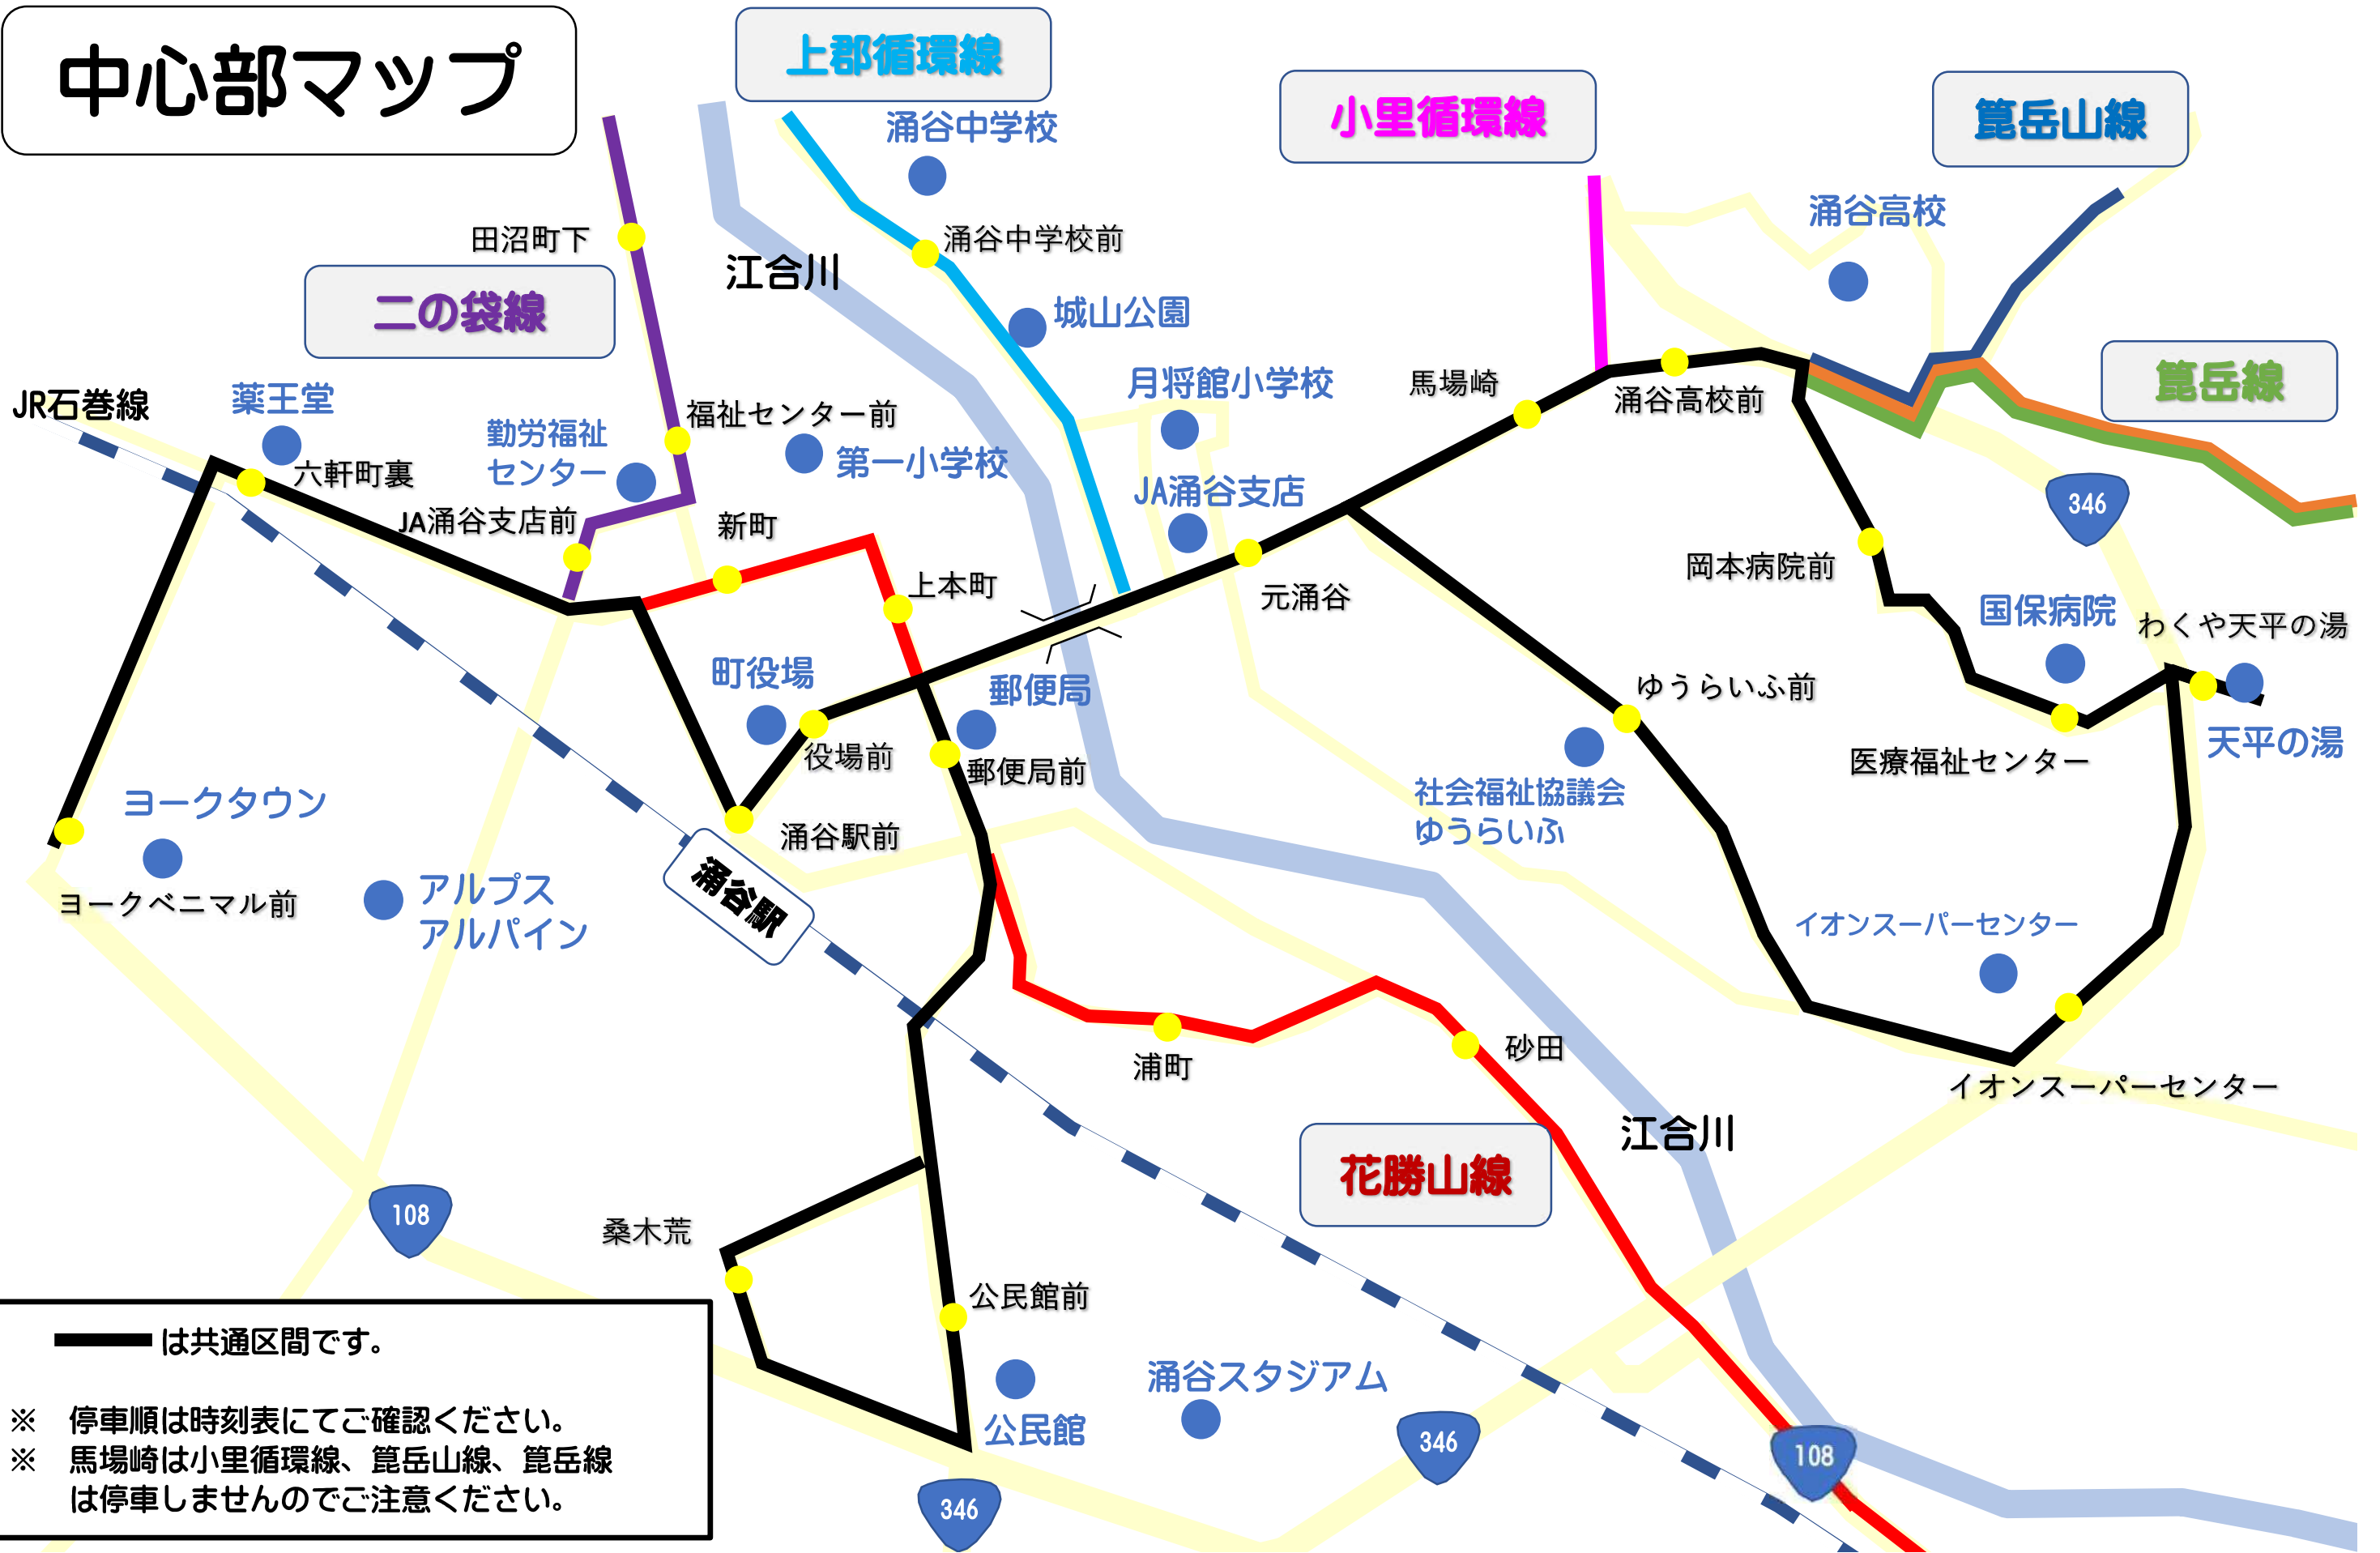 中心部マップ
上郡循環線
涌谷中学校
小里循環線
箆岳山線
涌谷高校
田沼町下
涌谷中学校前
江合川
二の袋線
城山公園
箆岳線
JR石巻線
薬王堂
月将館小学校
馬場崎
涌谷高校前
勤労福祉
センター
福祉センター前
第一小学校
六軒町裏
JA涌谷支店前
新町
JA涌谷支店
346
岡本病院前
上本町
元涌谷
国保病院
わくや天平の湯
町役場
郵便局
ゆうらいふ前
役場前
郵便局前
医療福祉センター
天平の湯
ヨークタウン
涌谷駅前
社会福祉協議会
ゆうらいふ
ヨークベニマル前
アルプス
アルパイン
涌谷駅
イオンスーパーセンター
浦町
砂田
イオンスーパーセンター
江合川
花勝山線
108
桑木荒
公民館前
は共通区間です。
涌谷スタジアム
公民館
346
108
346
※ 停車順は時刻表にてご確認ください。
※ 馬場崎は小里循環線、箆岳山線、箆岳線
は停車しませんのでご注意ください。